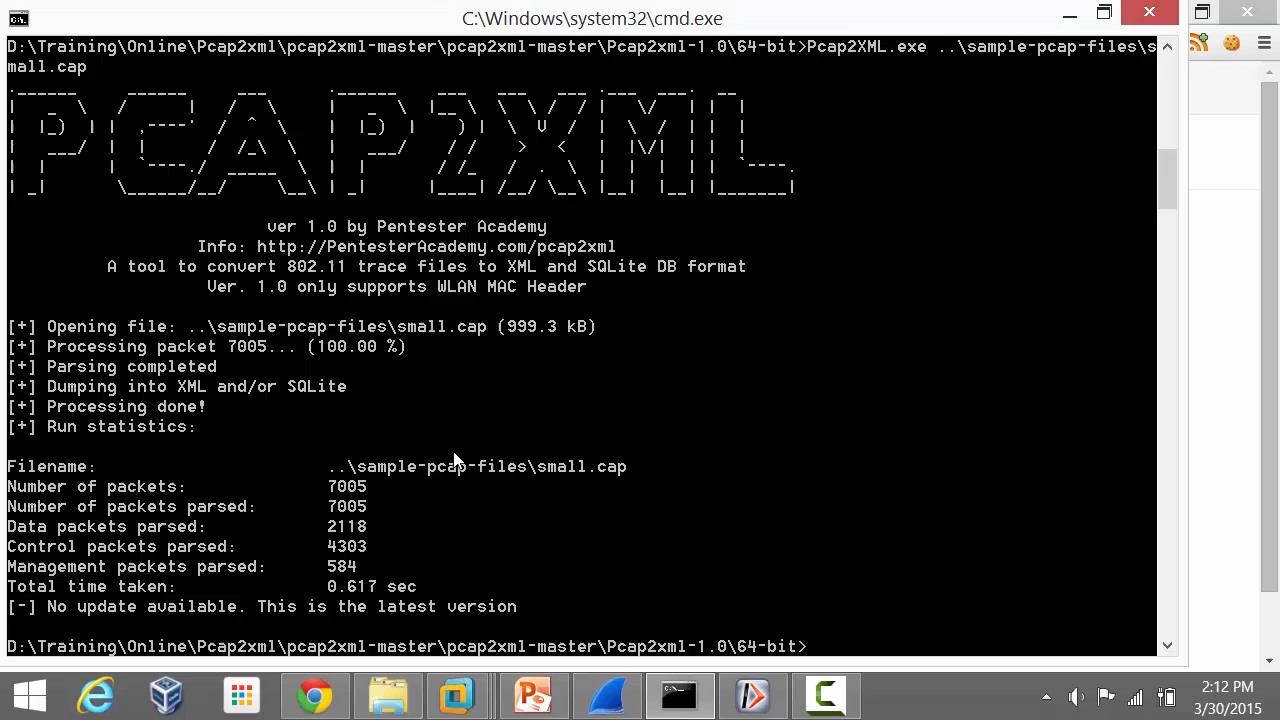 C:\Windows\system32\cmd.exe
D:\Training\Online\Pcap2xml\pcap2xml-master\pcap2xml-master\Pcap2xml-1.0\64-bit>Pcap2XML.exe ..\sample-pcap-files\s
mall.cap
PCAP2XML
ver 1.0 by Pentester Academy
Info: http://PentesterAcademy.com/pcap2xml
A tool to convert 802.11 trace files to XML and SQLite DB format
Ver. 1.0 only supports WLAN MAC Header
[+] Opening file: ..\sample-pcap-files\small.cap (999.3 kB)
[+] Processing packet 7005... (100.00 %)
[+] Parsing completed
[+] Dumping into XML and/or SQLite
[+] Processing done!
[+] Run statistics:
Filename: ..\sample-pcap-files\small.cap
Number of packets: 7005
Number of packets parsed: 7005
Data packets parsed: 2118
Control packets parsed: 4303
Management packets parsed: 584
Total time taken: 0.617 sec
[-] No update available. This is the latest version
D:\Training\Online\Pcap2xml\pcap2xml-master\pcap2xml-master\Pcap2xml-1.0\64-bit>
2:12 PM
3/30/2015